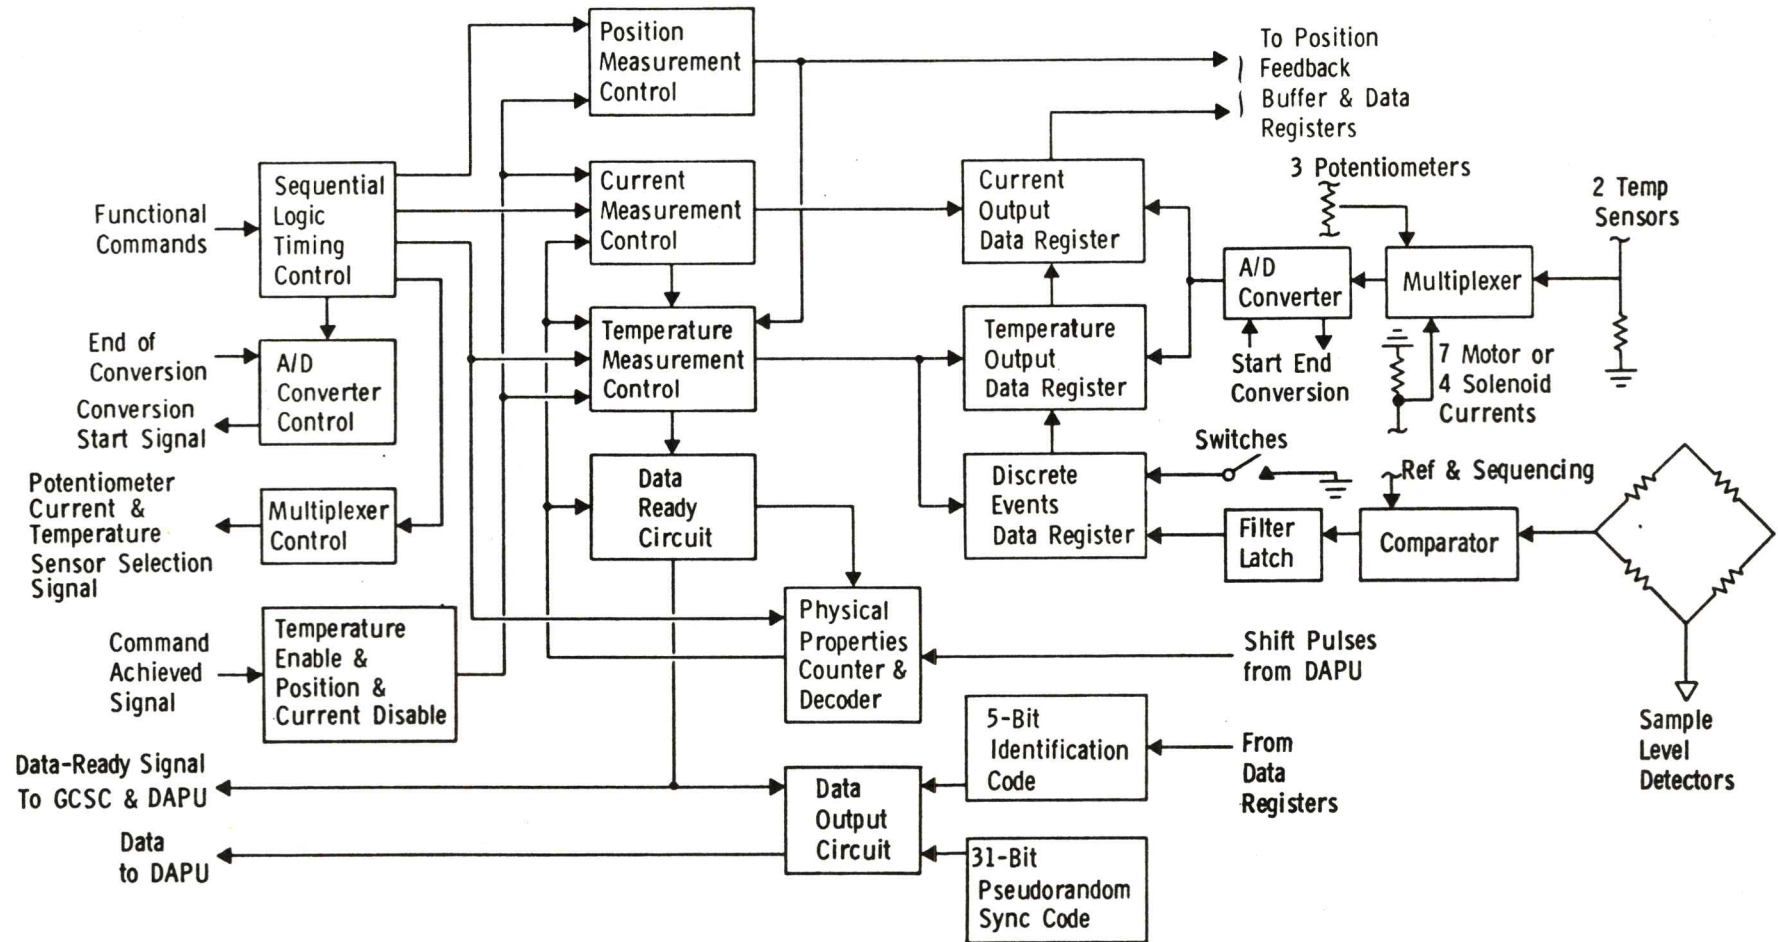 Position
Measurement
Control
To Position
Feedback
Buffer & Data
Registers
Functional
Commands
Sequential
Logic
Timing
Control
Current
Measurement
Control
Current
Output
Data Register
3 Potentiometers
2 Temp
Sensors
A/D
Converter
Multiplexer
End of
Conversion
Conversion
Start Signal
A/D
Converter
Control
Temperature
Measurement
Control
Temperature
Output
Data Register
Start End
Conversion
7 Motor or
4 Solenoid
Currents
Potentiometer
Current &
Temperature
Sensor Selection
Signal
Multiplexer
Control
Data
Ready
Circuit
Discrete
Events
Data Register
Switches
Ref & Sequencing
Filter
Latch
Comparator
Command
Achieved
Signal
Temperature
Enable &
Position &
Current Disable
Physical
Properties
Counter &
Decoder
Shift Pulses
from DAPU
Sample
Level
Detectors
5-Bit
Identification
Code
From
Data
Registers
Data-Ready Signal
To GCSC & DAPU
Data
to DAPU
Data
Output
Circuit
31-Bit
Pseudorandom
Sync Code